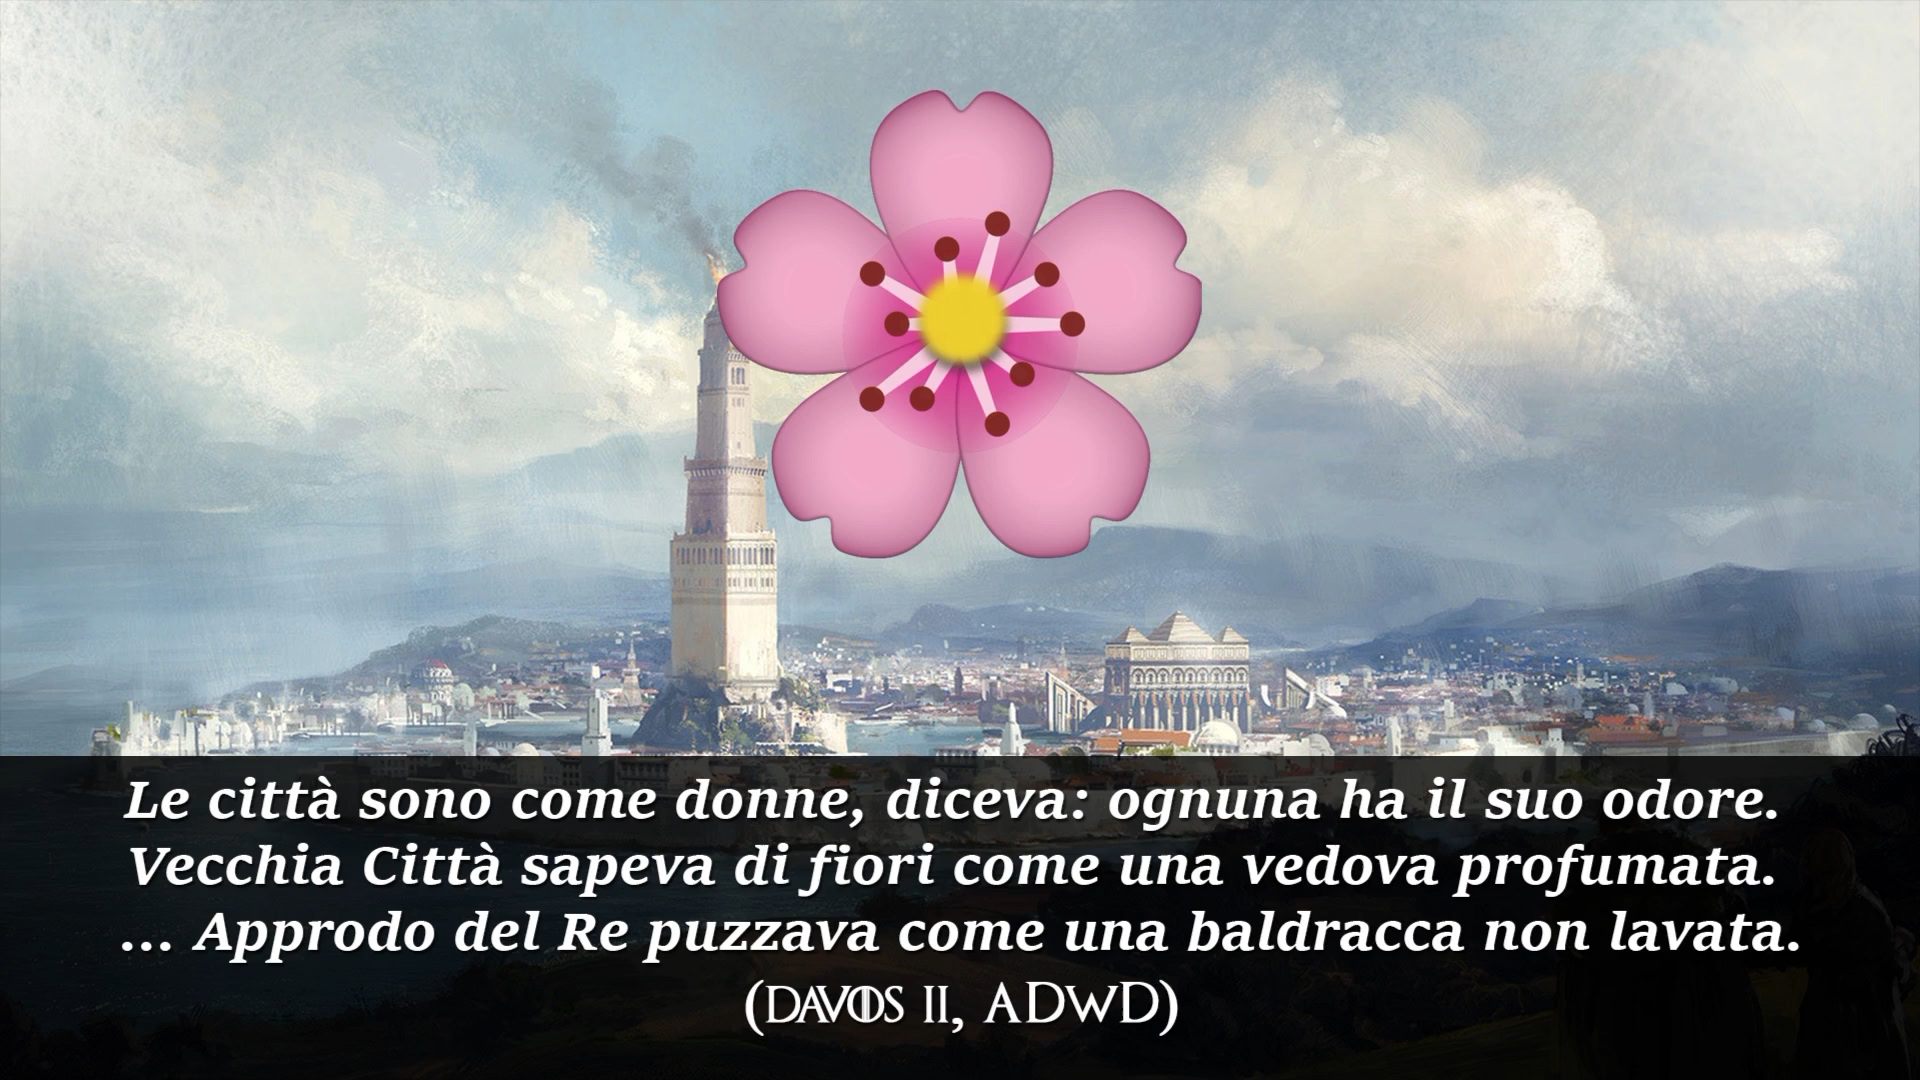 Le città sono come donne, diceva: ognuna ha il suo odore.
Vecchia Città sapeva di fiori come una vedova profumata.
... Approdo del Re puzzava come una baldracca non lavata.
(DAVOS II, ADWD)